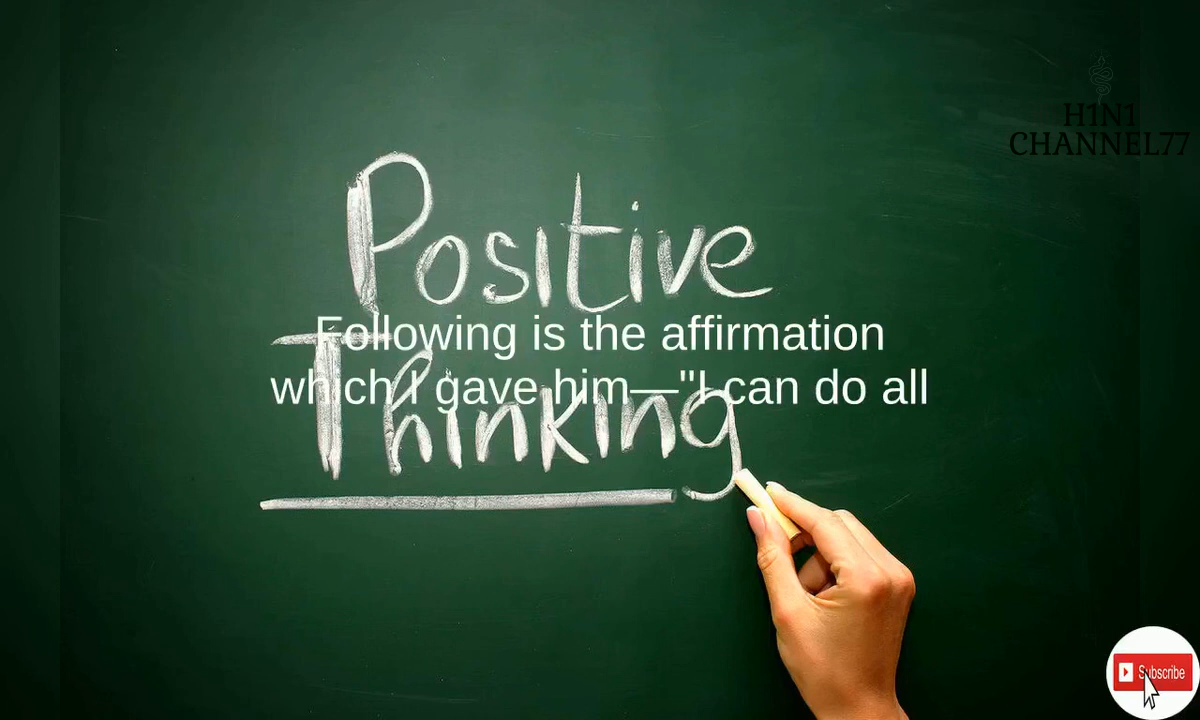 H1N1
CHANNEL77
Positive
Following is the affirmation
which I gave him—"I can do all
Thinking
Subscribe